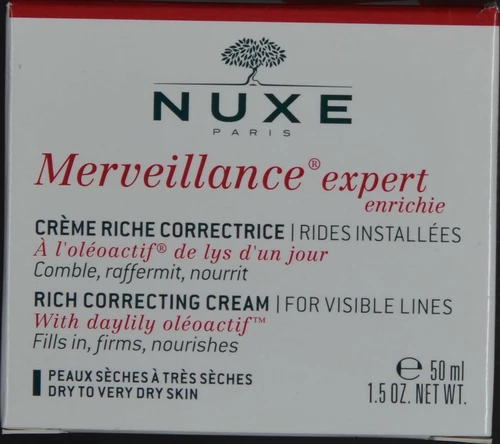 NUXE
PARIS
Merveillance® expert
enrichie
CRÈME RICHE CORRECTRICE | RIDES INSTALLÉES
À l'oléoactif® de lys d'un jour
Comble, raffermit, nourrit
RICH CORRECTING CREAM | FOR VISIBLE LINES
With daylily oléoactif™
Fills in, firms, nourishes
PEAUX SÈCHES À TRÈS SÈCHES
DRY TO VERY DRY SKIN
℮ 50 ml
1.5 OZ. NET WT.